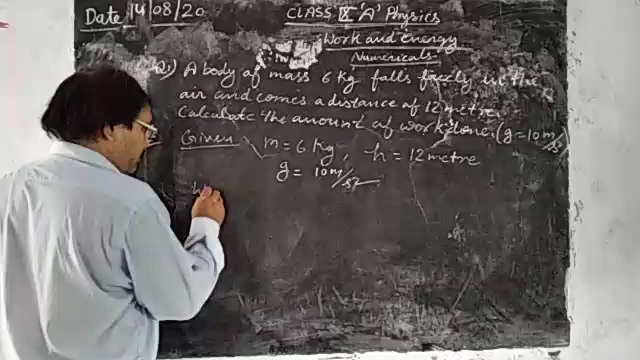 Date 14/08/20
CLASS IX 'A' Physics
Work and energy
Numericals
Q1) A body of mass 6 Kg falls freely in the
air and comes a distance of 12 metre.
Calculate the amount of work done. (g=10m/s²)
Given m = 6 Kg, h = 12 metre
g = 10 m/s²